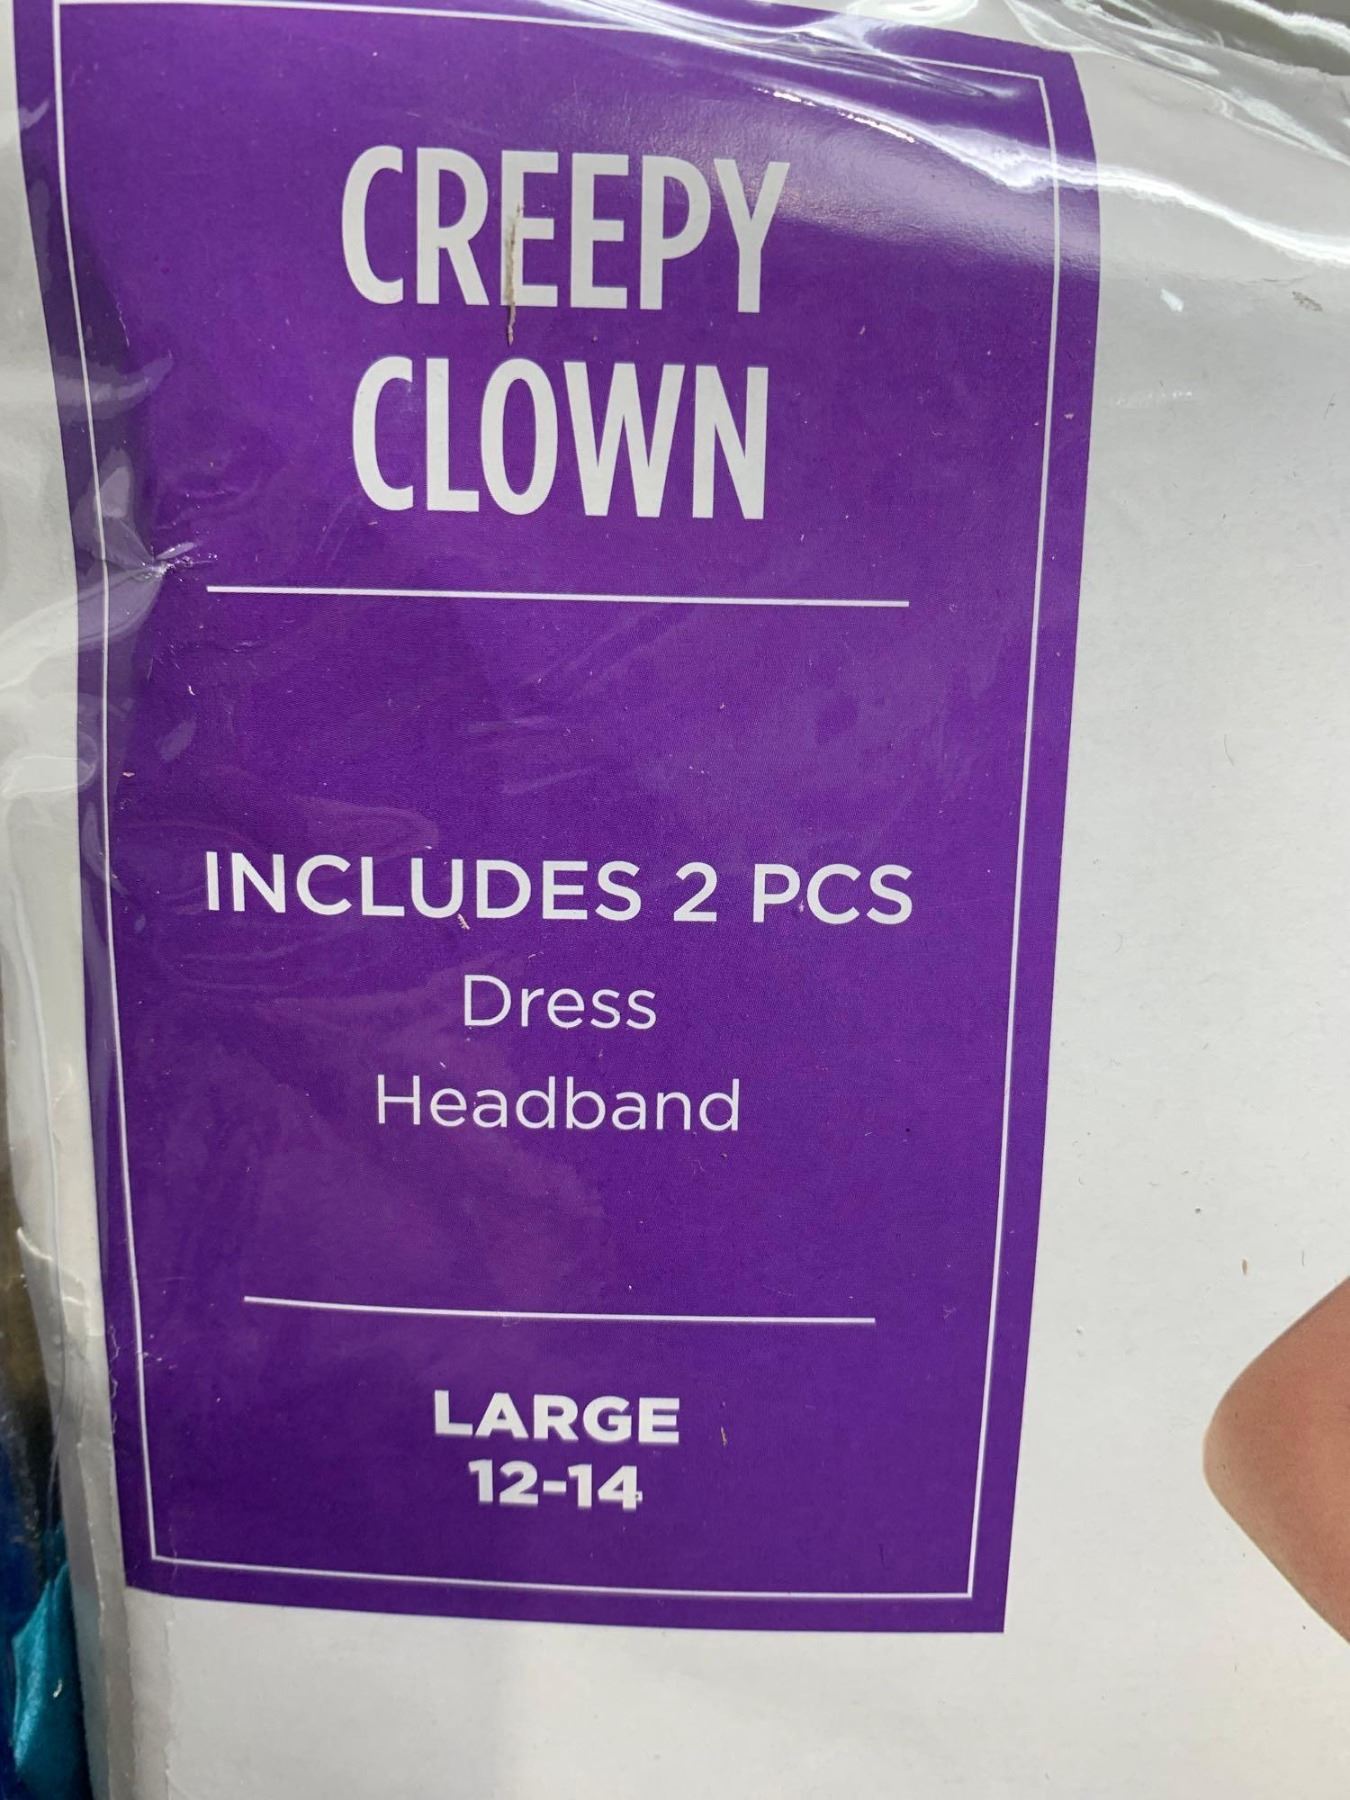 CREEPY
CLOWN
INCLUDES 2 PCS
Dress
Headband
LARGE
12-14